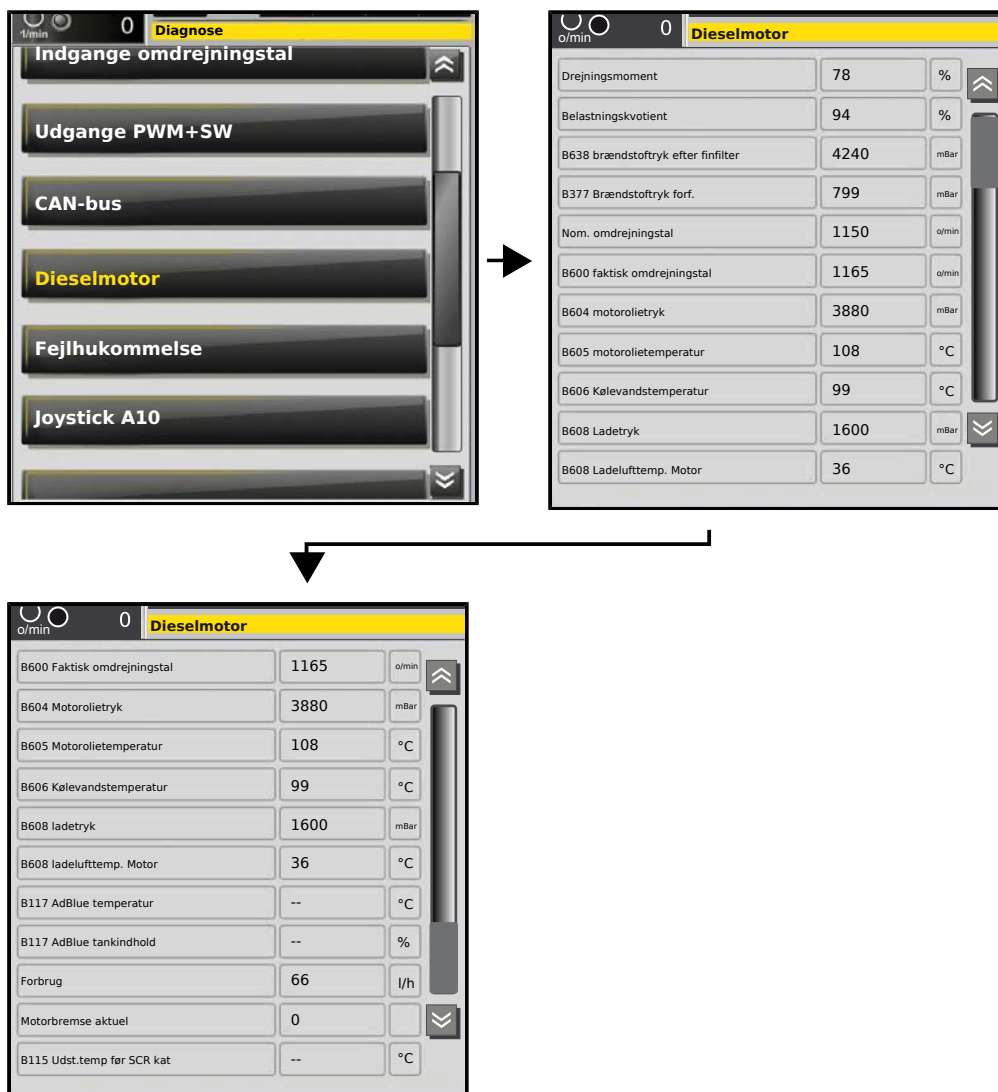 1/min 0 Diagnose
Indgange omdrejningstal
Udgange PWM+SW
CAN-bus
Dieselmotor
Fejlhukommelse
Joystick A10
o/min 0 Dieselmotor
Drejningsmoment 78 %
Belastningskvotient 94 %
B638 brændstoftryk efter finfilter 4240 mBar
B377 Brændstoftryk forf. 799 mBar
Nom. omdrejningstal 1150 o/min
B600 faktisk omdrejningstal 1165 o/min
B604 motorolietryk 3880 mBar
B605 motorolietemperatur 108 °C
B606 Kølevandstemperatur 99 °C
B608 Ladetryk 1600 mBar
B608 Ladelufttemp. Motor 36 °C
o/min 0 Dieselmotor
B600 Faktisk omdrejningstal 1165 o/min
B604 Motorolietryk 3880 mBar
B605 Motorolietemperatur 108 °C
B606 Kølevandstemperatur 99 °C
B608 ladetryk 1600 mBar
B608 ladelufttemp. Motor 36 °C
B117 AdBlue temperatur -- °C
B117 AdBlue tankindhold -- %
Forbrug 66 l/h
Motorbremse aktuel 0
B115 Udst.temp før SCR kat -- °C